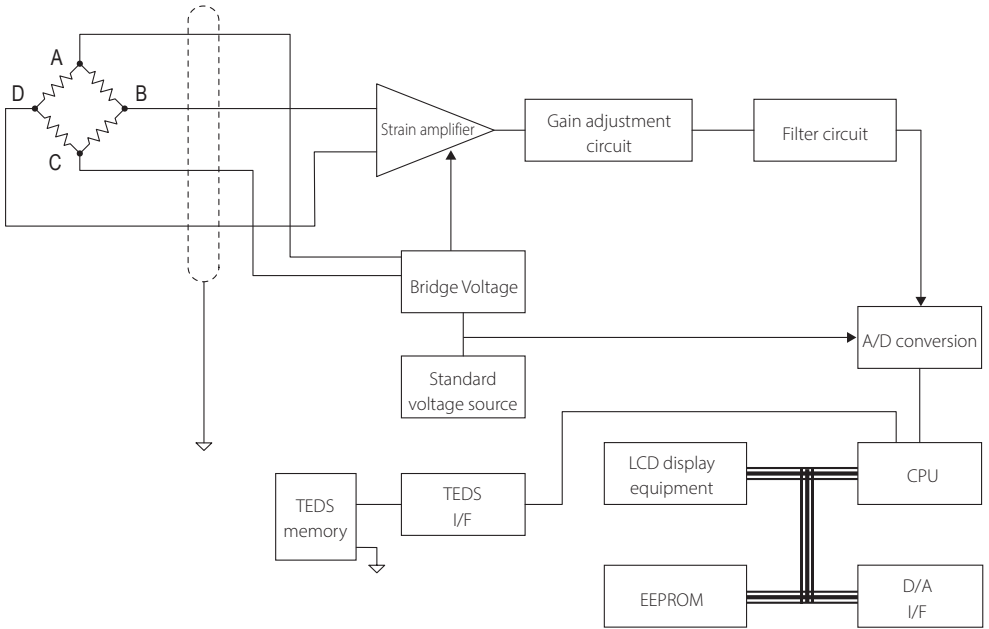 A
D
B
C
Strain amplifier
Gain adjustment
circuit
Filter circuit
Bridge Voltage
A/D conversion
Standard
voltage source
LCD display
equipment
CPU
TEDS
memory
TEDS
I/F
EEPROM
D/A
I/F